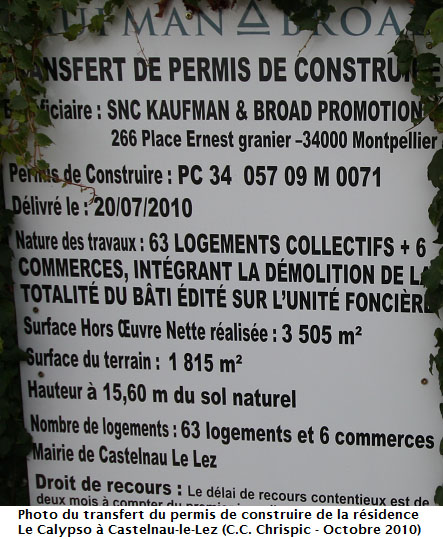 KAUFMAN & BROAD
TRANSFERT DE PERMIS DE CONSTRUIRE
Bénéficiaire : SNC KAUFMAN & BROAD PROMOTION
266 Place Ernest granier –34000 Montpellier
Permis de Construire : PC 34 057 09 M 0071
Délivré le : 20/07/2010
Nature des travaux : 63 LOGEMENTS COLLECTIFS + 6
COMMERCES, INTÉGRANT LA DÉMOLITION DE LA
TOTALITÉ DU BÂTI ÉDITÉ SUR L'UNITÉ FONCIÈRE
Surface Hors Œuvre Nette réalisée : 3 505 m²
Surface du terrain : 1 815 m²
Hauteur à 15,60 m du sol naturel
Nombre de logements : 63 logements et 6 commerces
Mairie de Castelnau Le Lez
Droit de recours : Le délai de recours contentieux est de
deux mois à compter du
Photo du transfert du permis de construire de la résidence
Le Calypso à Castelnau-le-Lez (C.C. Chrispic - Octobre 2010)